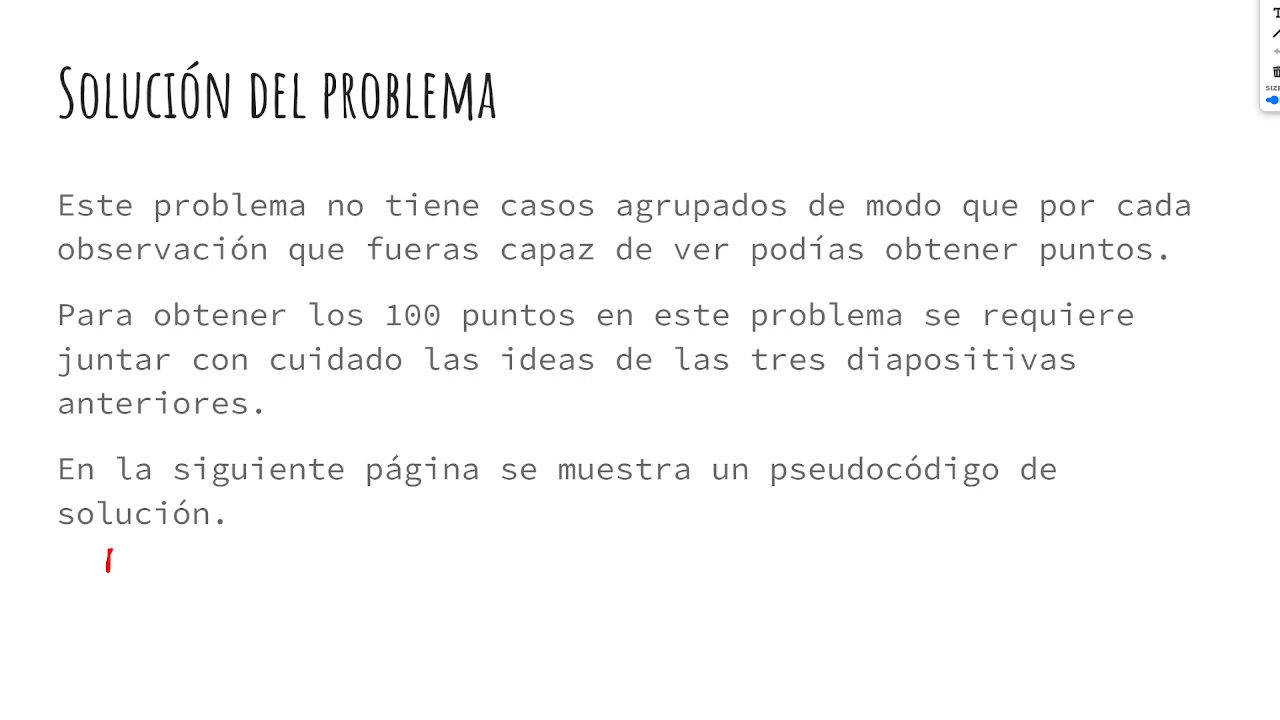 SOLUCIÓN DEL PROBLEMA
Este problema no tiene casos agrupados de modo que por cada
observación que fueras capaz de ver podías obtener puntos.
Para obtener los 100 puntos en este problema se requiere
juntar con cuidado las ideas de las tres diapositivas
anteriores.
En la siguiente página se muestra un pseudocódigo de
solución.
SIZE